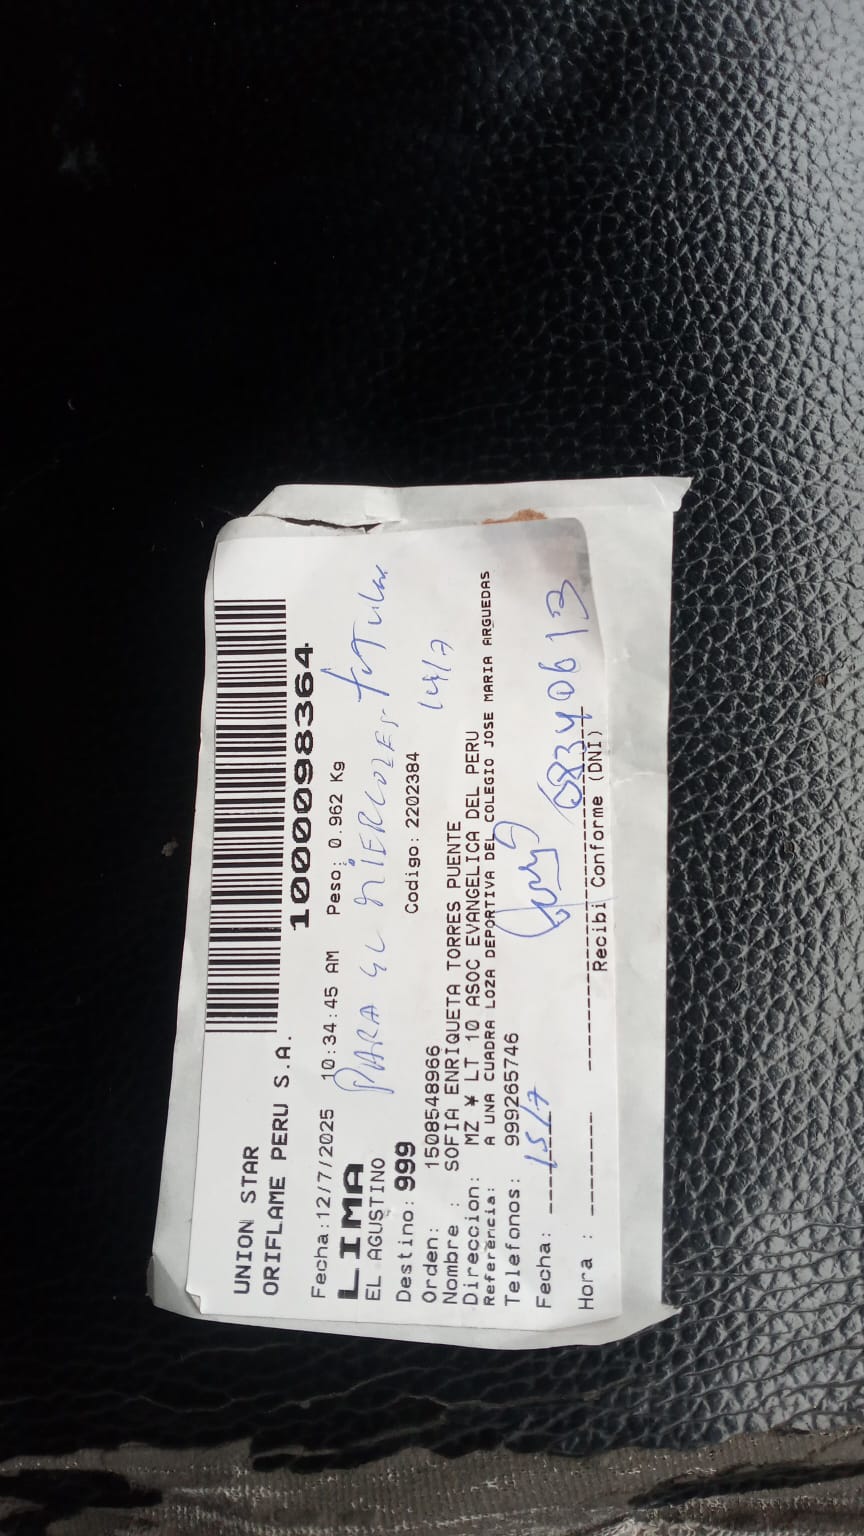 UNION STAR
ORIFLAME PERU S.A.
1000098364
Fecha:12/7/2025 10:34:45 AM Peso: 0.962 Kg
LIMA
PARA EL MIERCOLES titular
EL AGUSTINO
14/7
Destino: 999 Codigo: 2202384
Orden: 1508548966
Nombre : SOFIA ENRIQUETA TORRES PUENTE
Direccion: MZ ¥ LT 10 ASOC EVANGELICA DEL PERU
Referencia: A UNA CUADRA LOZA DEPORTIVA DEL COLEGIO JOSE MARIA ARGUEDAS
Telefonos: 999265746
Fecha: 15/7
Hora :
Recibi Conforme (DNI)